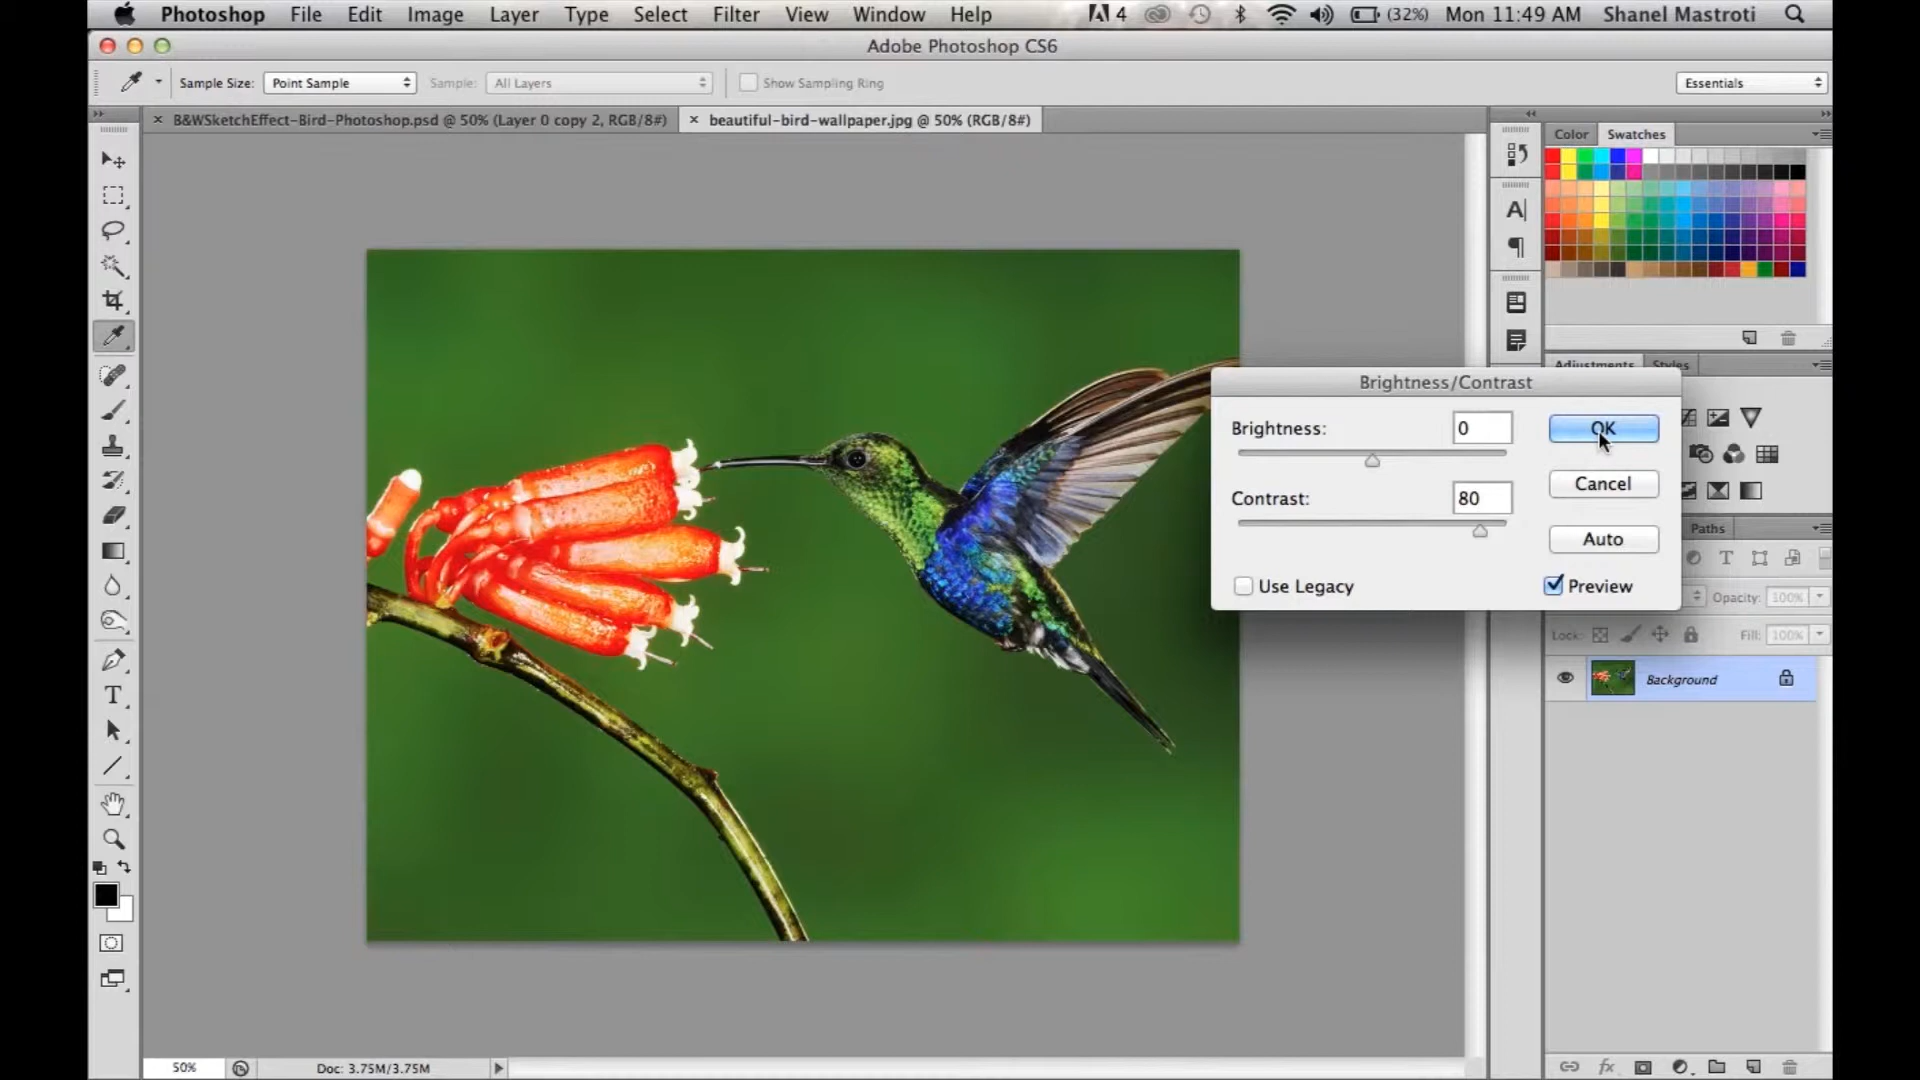 Photoshop File Edit Image Layer Type Select Filter View Window Help 4 (32%) Mon 11:49 AM Shanel Mastroti
Adobe Photoshop CS6
Sample Size: Point Sample Sample: All Layers Show Sampling Ring Essentials
B&WSketchEffect-Bird-Photoshop.psd @ 50% (Layer 0 copy 2, RGB/8#) beautiful-bird-wallpaper.jpg @ 50% (RGB/8#)
Color Swatches
Adjustments Styles
Brightness/Contrast
Brightness: 0 OK
Cancel
Contrast: 80
Auto
Use Legacy Preview
Paths
Opacity: 100%
Lock: Fill: 100%
Background
50% Doc: 3.75M/3.75M